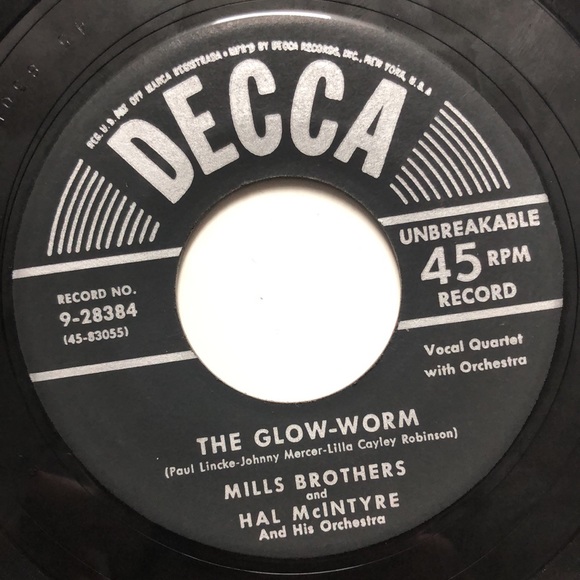 REG. U.S. PAT. OFF. MARCA REGISTRADA • MF'D BY DECCA RECORDS, INC., NEW YORK, U.S.A.
DECCA
UNBREAKABLE
45 RPM
RECORD
RECORD NO.
9-28384
(45-83055)
Vocal Quartet
with Orchestra
THE GLOW-WORM
(Paul Lincke-Johnny Mercer-Lilla Cayley Robinson)
MILLS BROTHERS
and
HAL McINTYRE
And His Orchestra